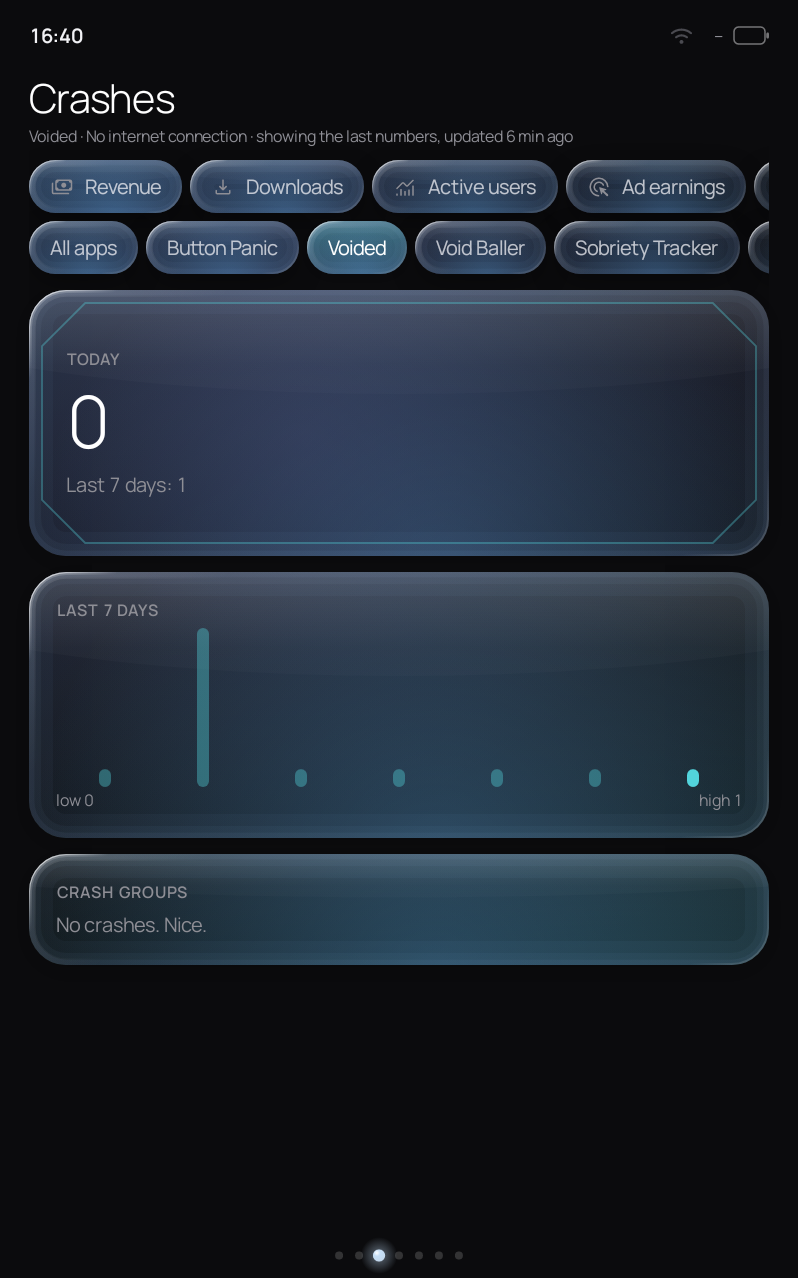 16:40
–
Crashes
Voided · No internet connection · showing the last numbers, updated 6 min ago
Revenue Downloads Active users Ad earnings
All apps Button Panic Voided Void Baller Sobriety Tracker
TODAY
0
Last 7 days: 1
LAST 7 DAYS
low 0 high 1
CRASH GROUPS
No crashes. Nice.